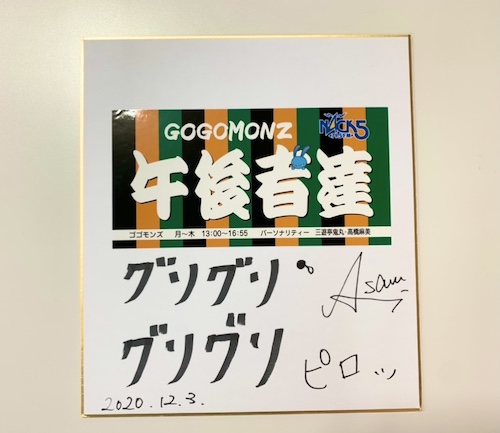 GOGOMONZ
NACK5
午後者達
ゴゴモンズ 月〜木 13:00〜16:55 パーソナリティー 三遊亭鬼丸・高橋麻美
グリグリ Asami
グリグリ ピロッ
2020.12.3.